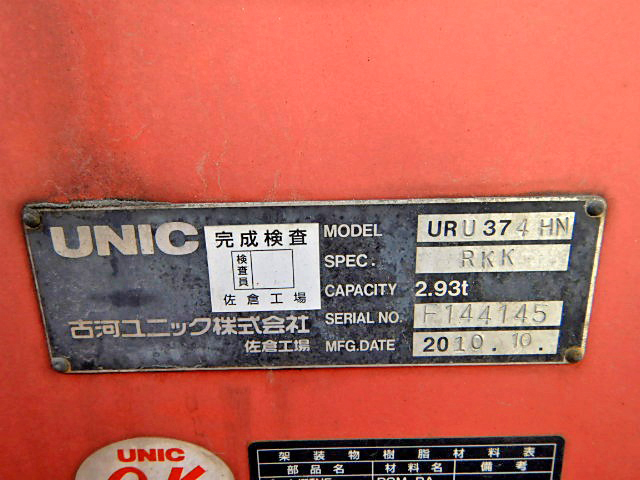 UNIC
完成検査
検査員
佐倉工場
古河ユニック株式会社
佐倉工場
MODEL URU374HN
SPEC. RKK
CAPACITY 2.93t
SERIAL NO. F144145
MFG.DATE 2010.10.
UNIC
架装物樹脂材料表
部品名 材料名 備考